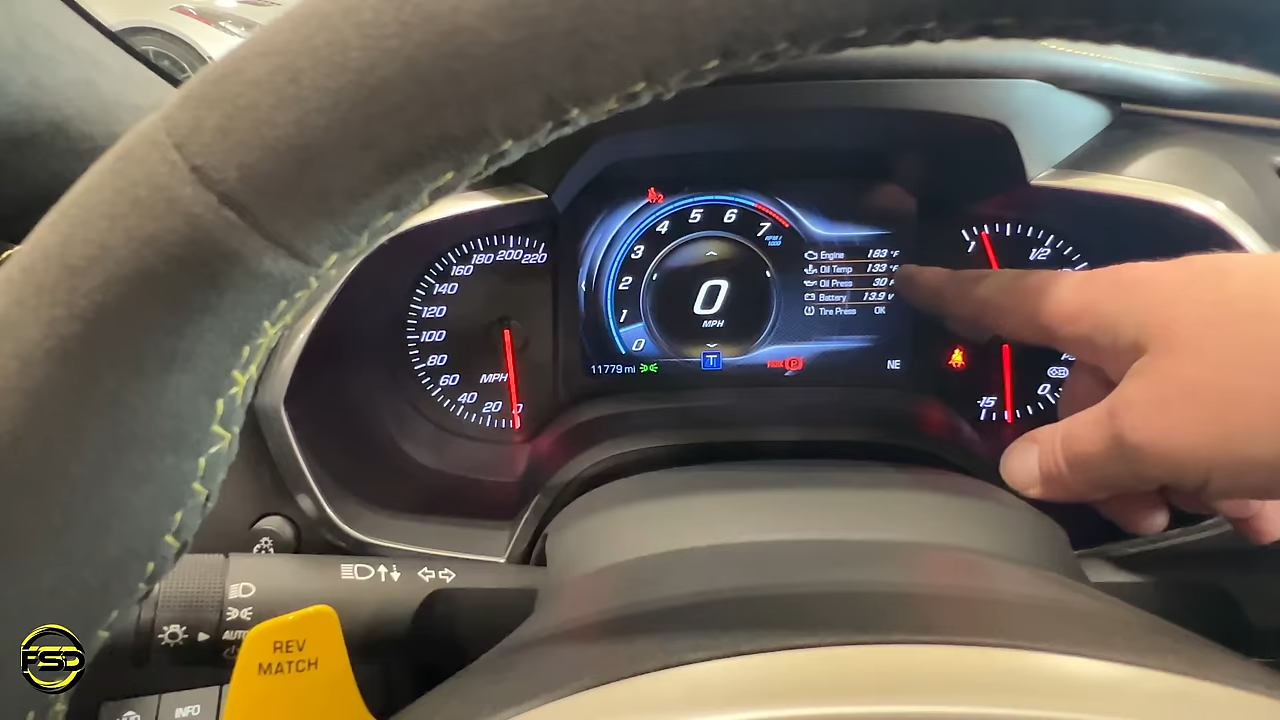 180 200 220
160
140
120
100
80
60
40
20
MPH
2
4 5 6
3 7
2
1
0
RPM /
1000
0
MPH
T
11779 mi
NE
Engine 183 °F
Oil Temp 133 °F
Oil Press 30
Battery 13.9 V
Tire Press OK
1/2
-15
0
AUTO
REV
MATCH
INFO
PSD